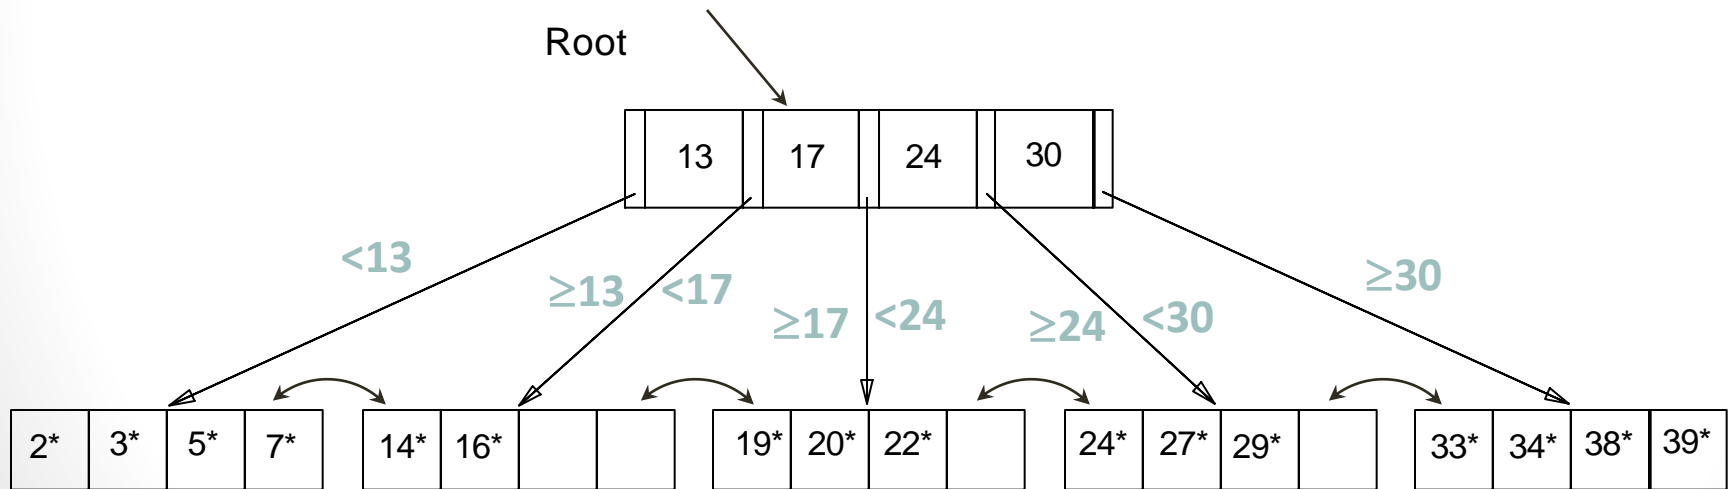 Root
13 17 24 30
<13
≥13 <17
≥17 <24
≥24 <30
≥30
2* 3* 5* 7*
14* 16*
19* 20* 22*
24* 27* 29*
33* 34* 38* 39*